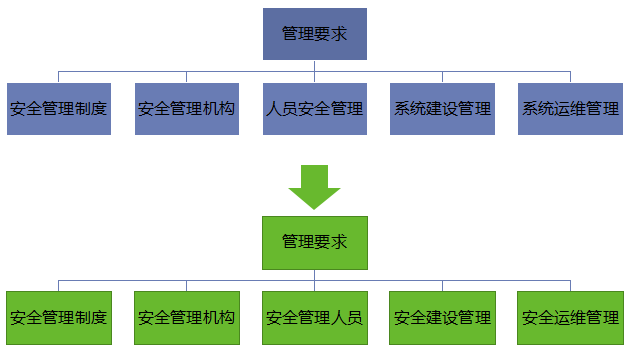 管理要求
安全管理制度
安全管理机构
人员安全管理
系统建设管理
系统运维管理
管理要求
安全管理制度
安全管理机构
安全管理人员
安全建设管理
安全运维管理